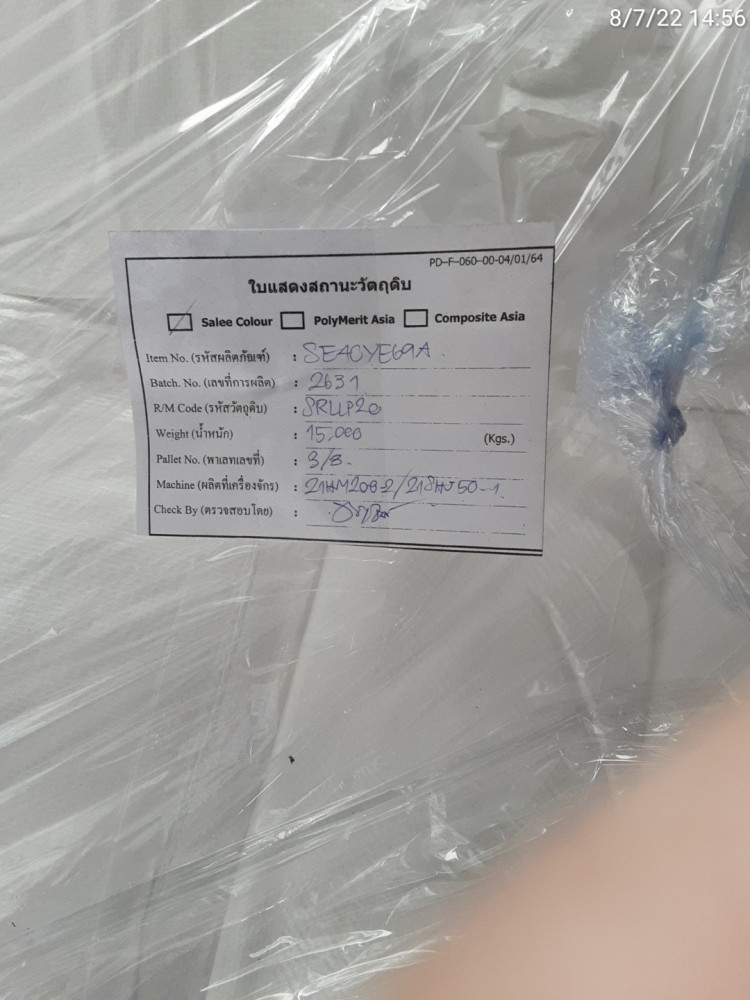 8/7/22 14:56
PD-F-060-00-04/01/64
ใบแสดงสถานะวัตถุดิบ
Salee Colour PolyMerit Asia Composite Asia
Item No. (รหัสผลิตภัณฑ์) : SEACYE69A
Batch. No. (เลขที่การผลิต) : 2631
R/M Code (รหัสวัตถุดิบ) : SRLLP20
Weight (น้ำหนัก) : 15,000 (Kgs.)
Pallet No. (พาเลทเลขที่) : 3/8.
Machine (ผลิตที่เครื่องจักร) :
Check By (ตรวจสอบโดย) :